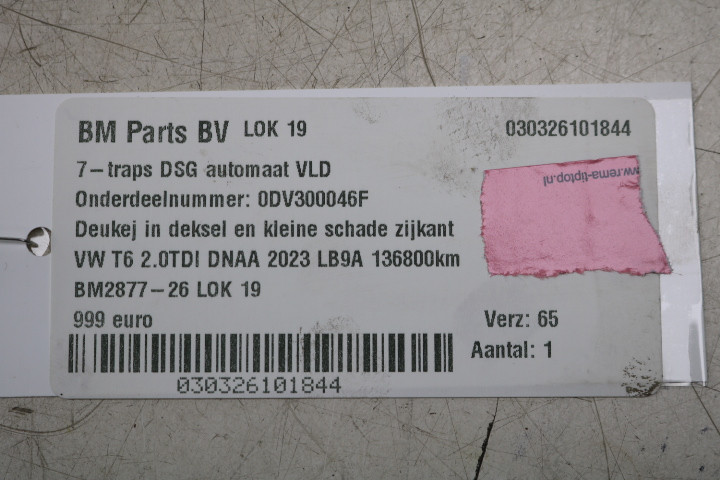 BM Parts BV LOK 19 030326101844
7-traps DSG automaat VLD
Onderdeelnummer: 0DV300046F
www.rema-tiptop.nl
Deukej in deksel en kleine schade zijkant
VW T6 2.0TDI DNAA 2023 LB9A 136800km
BM2877-26 LOK 19
999 euro Verz: 65
Aantal: 1
030326101844